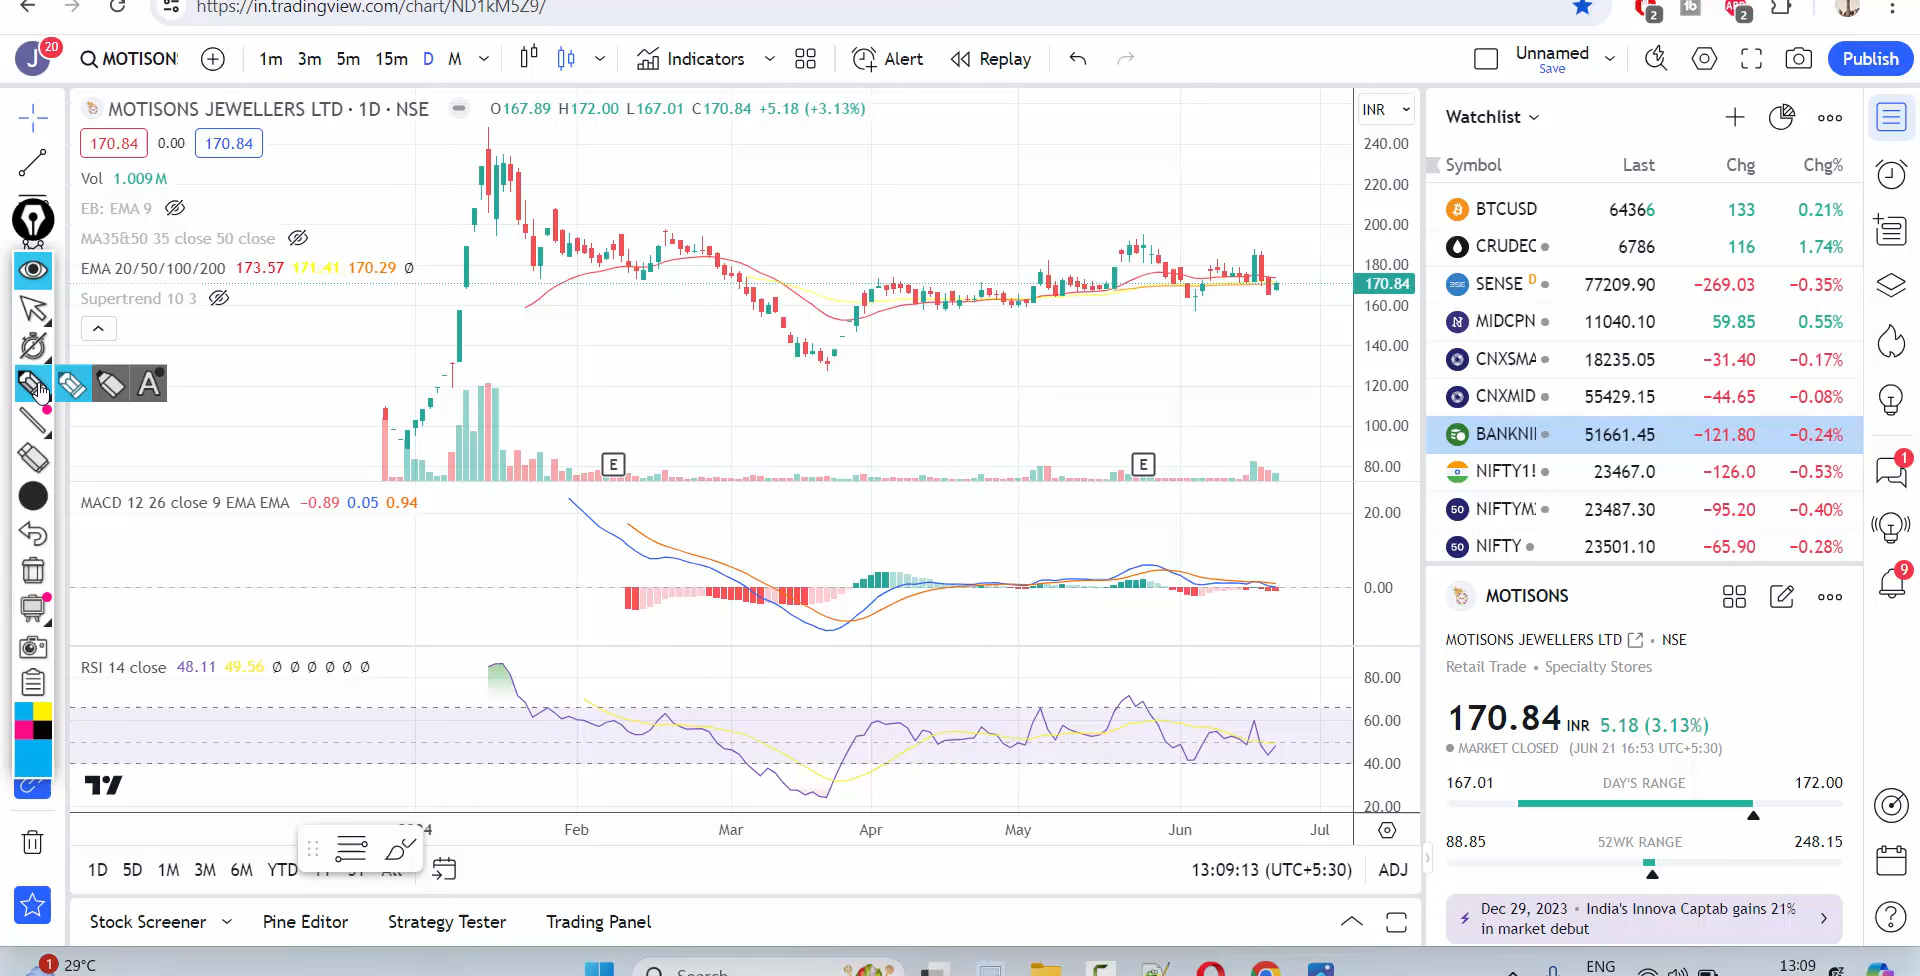 https://in.tradingview.com/chart/ND1kM5Z9/
2
2
J 20 MOTISON 1m 3m 5m 15m D M Indicators Alert Replay Unnamed Save Publish
MOTISONS JEWELLERS LTD · 1D · NSE O167.89 H172.00 L167.01 C170.84 +5.18 (+3.13%)
170.84 0.00 170.84
Vol 1.009M
EB: EMA 9
MA35&50 35 close 50 close
EMA 20/50/100/200 173.57 171.41 170.29 Ø
Supertrend 10 3
INR
240.00
220.00
200.00
180.00
170.84
160.00
140.00
120.00
100.00
80.00
E E
A
MACD 12 26 close 9 EMA EMA −0.89 0.05 0.94
20.00
0.00
RSI 14 close 48.11 49.56 Ø Ø Ø Ø Ø Ø
80.00
60.00
40.00
20.00
Feb Mar Apr May Jun Jul
1D 5D 1M 3M 6M YTD
13:09:13 (UTC+5:30) ADJ
Stock Screener Pine Editor Strategy Tester Trading Panel
Watchlist
Symbol Last Chg Chg%
BTCUSD 64366 133 0.21%
CRUDEC 6786 116 1.74%
SENSE D 77209.90 −269.03 −0.35%
MIDCPN 11040.10 59.85 0.55%
CNXSMA 18235.05 −31.40 −0.17%
CNXMID 55429.15 −44.65 −0.08%
BANKNI 51661.45 −121.80 −0.24%
NIFTY1! 23467.0 −126.0 −0.53%
50 NIFTYM 23487.30 −95.20 −0.40%
50 NIFTY 23501.10 −65.90 −0.28%
MOTISONS
MOTISONS JEWELLERS LTD • NSE
Retail Trade • Specialty Stores
170.84 INR 5.18 (3.13%)
MARKET CLOSED (JUN 21 16:53 UTC+5:30)
167.01 DAY'S RANGE 172.00
88.85 52WK RANGE 248.15
Dec 29, 2023 • India's Innova Captab gains 21%
in market debut
1
9
1 29°C
Search
ENG
13:09